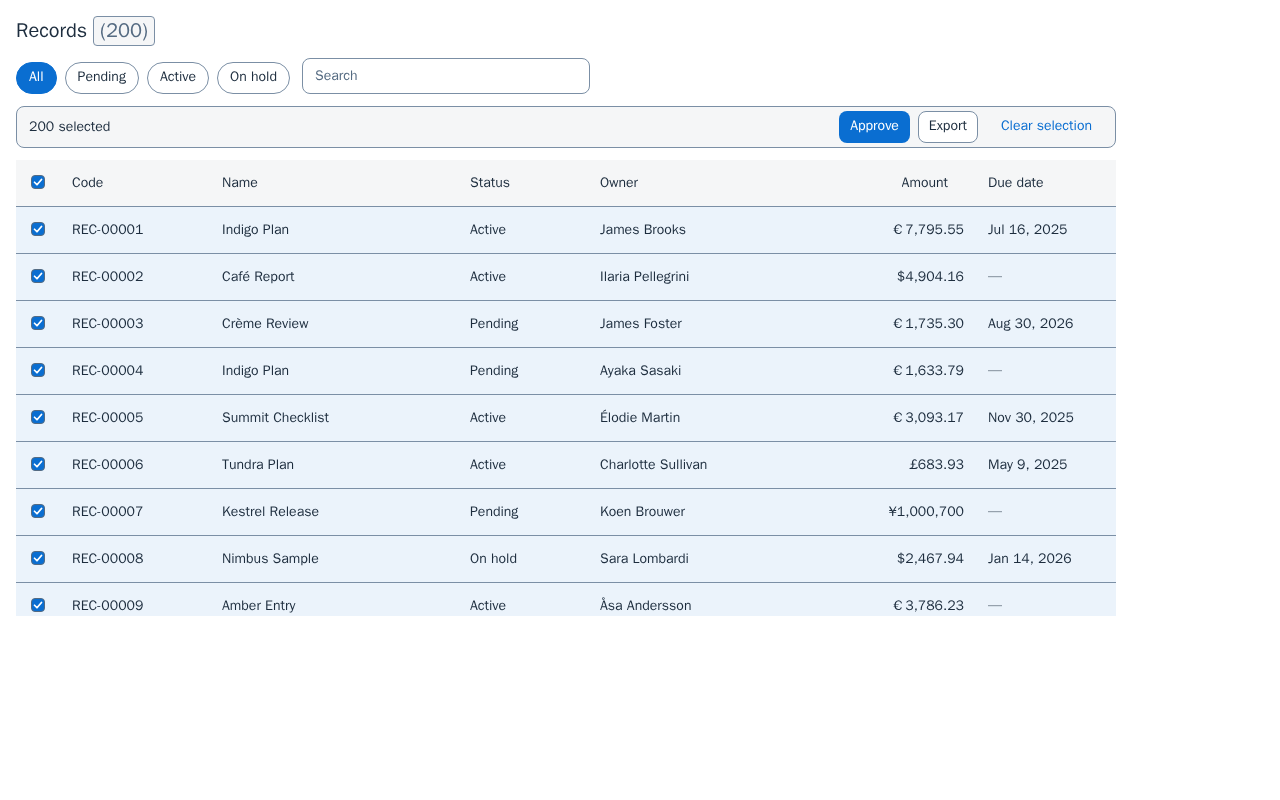 Records (200)
All Pending Active On hold Search
200 selected Approve Export Clear selection
Code Name Status Owner Amount Due date
REC-00001 Indigo Plan Active James Brooks € 7,795.55 Jul 16, 2025
REC-00002 Café Report Active Ilaria Pellegrini $4,904.16 —
REC-00003 Crème Review Pending James Foster € 1,735.30 Aug 30, 2026
REC-00004 Indigo Plan Pending Ayaka Sasaki € 1,633.79 —
REC-00005 Summit Checklist Active Élodie Martin € 3,093.17 Nov 30, 2025
REC-00006 Tundra Plan Active Charlotte Sullivan £683.93 May 9, 2025
REC-00007 Kestrel Release Pending Koen Brouwer ¥1,000,700 —
REC-00008 Nimbus Sample On hold Sara Lombardi $2,467.94 Jan 14, 2026
REC-00009 Amber Entry Active Åsa Andersson € 3,786.23 —